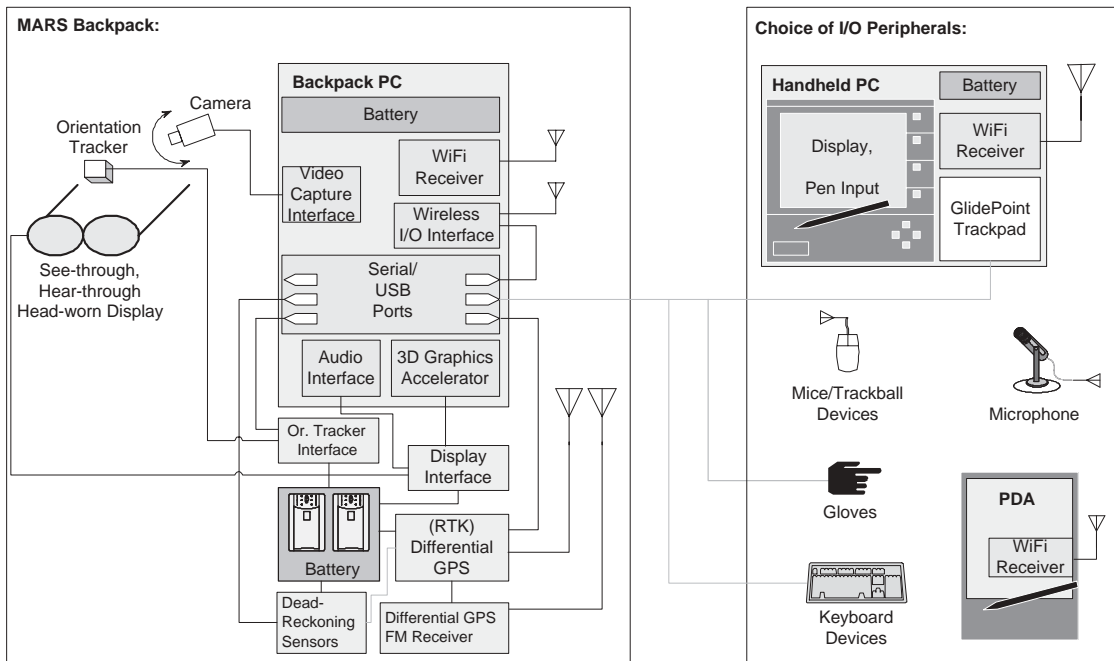 MARS Backpack:
Backpack PC
Battery
Camera
Orientation
Tracker
WiFi
Receiver
Video
Capture
Interface
Wireless
I/O Interface
See-through,
Hear-through
Head-worn Display
Serial/
USB
Ports
Audio
Interface
3D Graphics
Accelerator
Or. Tracker
Interface
Display
Interface
Battery
(RTK)
Differential
GPS
Dead-
Reckoning
Sensors
Differential GPS
FM Receiver
Choice of I/O Peripherals:
Handheld PC
Battery
Display,
Pen Input
WiFi
Receiver
GlidePoint
Trackpad
Mice/Trackball
Devices
Microphone
Gloves
PDA
WiFi
Receiver
Keyboard
Devices